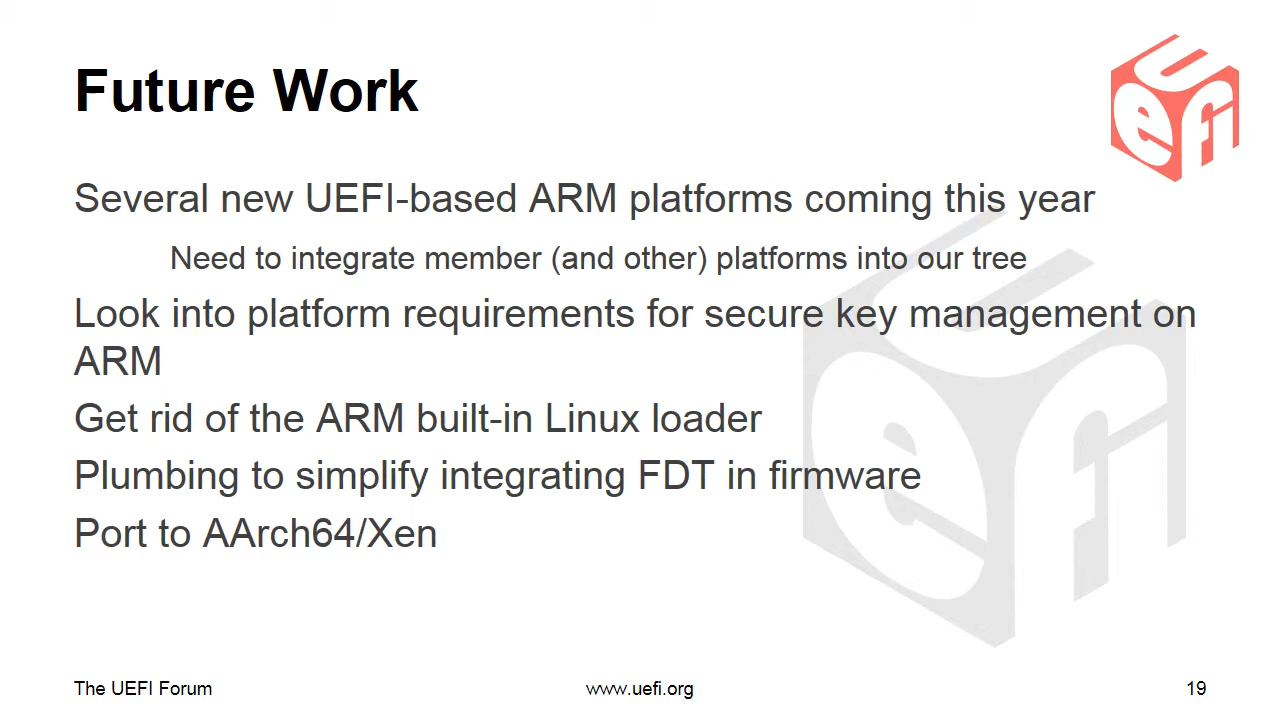 Future Work
UEFI
Several new UEFI-based ARM platforms coming this year
Need to integrate member (and other) platforms into our tree
Look into platform requirements for secure key management on
ARM
Get rid of the ARM built-in Linux loader
Plumbing to simplify integrating FDT in firmware
Port to AArch64/Xen
UEFI
The UEFI Forum
www.uefi.org
19